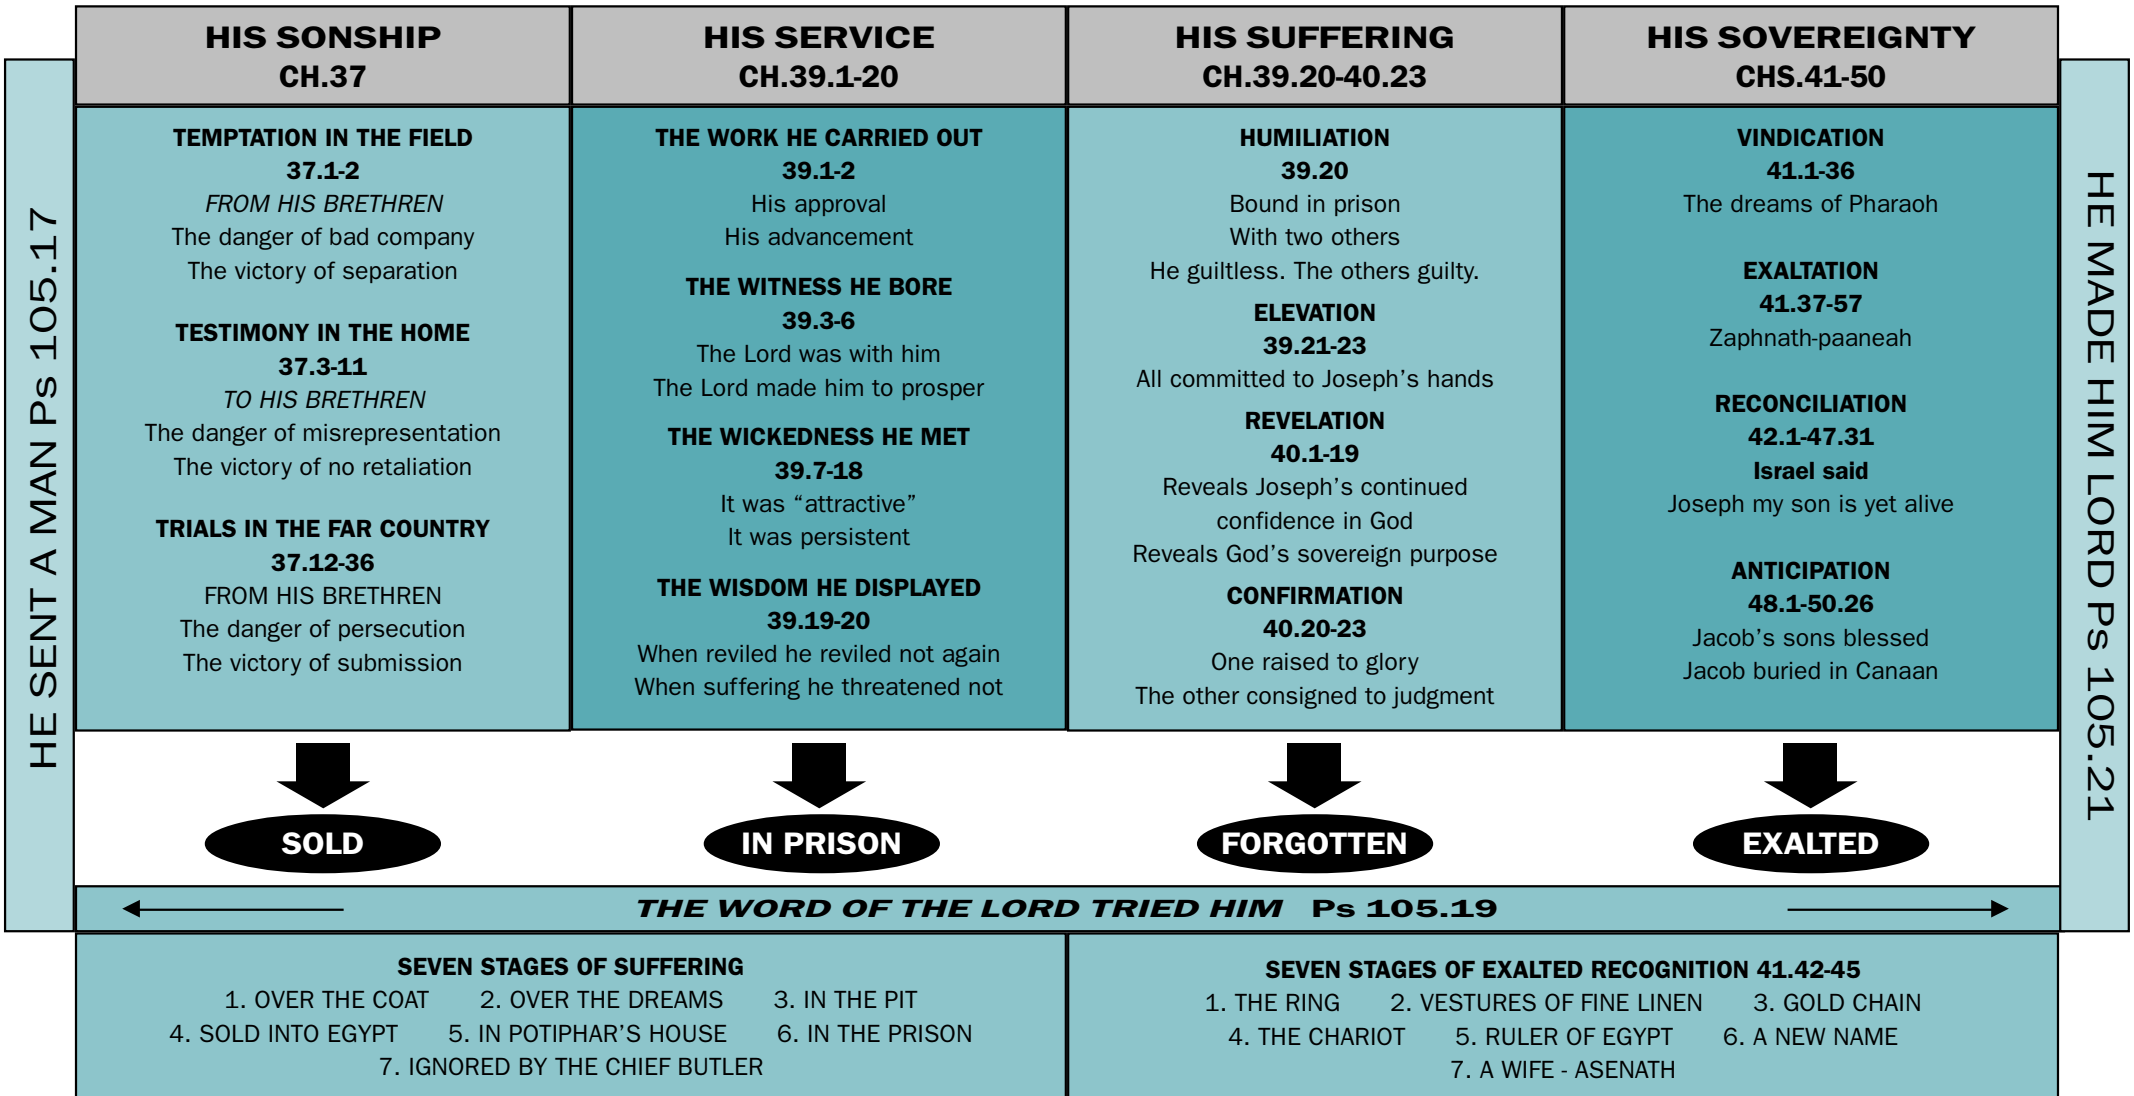 HE SENT A MAN Ps 105.17
HIS SONSHIP
CH.37
TEMPTATION IN THE FIELD
37.1-2
FROM HIS BRETHREN
The danger of bad company
The victory of separation
TESTIMONY IN THE HOME
37.3-11
TO HIS BRETHREN
The danger of misrepresentation
The victory of no retaliation
TRIALS IN THE FAR COUNTRY
37.12-36
FROM HIS BRETHREN
The danger of persecution
The victory of submission
SOLD
HIS SERVICE
CH.39.1-20
THE WORK HE CARRIED OUT
39.1-2
His approval
His advancement
THE WITNESS HE BORE
39.3-6
The Lord was with him
The Lord made him to prosper
THE WICKEDNESS HE MET
39.7-18
It was “attractive”
It was persistent
THE WISDOM HE DISPLAYED
39.19-20
When reviled he reviled not again
When suffering he threatened not
IN PRISON
HIS SUFFERING
CH.39.20-40.23
HUMILIATION
39.20
Bound in prison
With two others
He guiltless. The others guilty.
ELEVATION
39.21-23
All committed to Joseph’s hands
REVELATION
40.1-19
Reveals Joseph’s continued
confidence in God
Reveals God’s sovereign purpose
CONFIRMATION
40.20-23
One raised to glory
The other consigned to judgment
FORGOTTEN
HIS SOVEREIGNTY
CHS.41-50
VINDICATION
41.1-36
The dreams of Pharaoh
EXALTATION
41.37-57
Zaphnath-paaneah
RECONCILIATION
42.1-47.31
Israel said
Joseph my son is yet alive
ANTICIPATION
48.1-50.26
Jacob’s sons blessed
Jacob buried in Canaan
EXALTED
HE MADE HIM LORD Ps 105.21
THE WORD OF THE LORD TRIED HIM Ps 105.19
SEVEN STAGES OF SUFFERING
1. OVER THE COAT 2. OVER THE DREAMS 3. IN THE PIT
4. SOLD INTO EGYPT 5. IN POTIPHAR’S HOUSE 6. IN THE PRISON
7. IGNORED BY THE CHIEF BUTLER
SEVEN STAGES OF EXALTED RECOGNITION 41.42-45
1. THE RING 2. VESTURES OF FINE LINEN 3. GOLD CHAIN
4. THE CHARIOT 5. RULER OF EGYPT 6. A NEW NAME
7. A WIFE - ASENATH